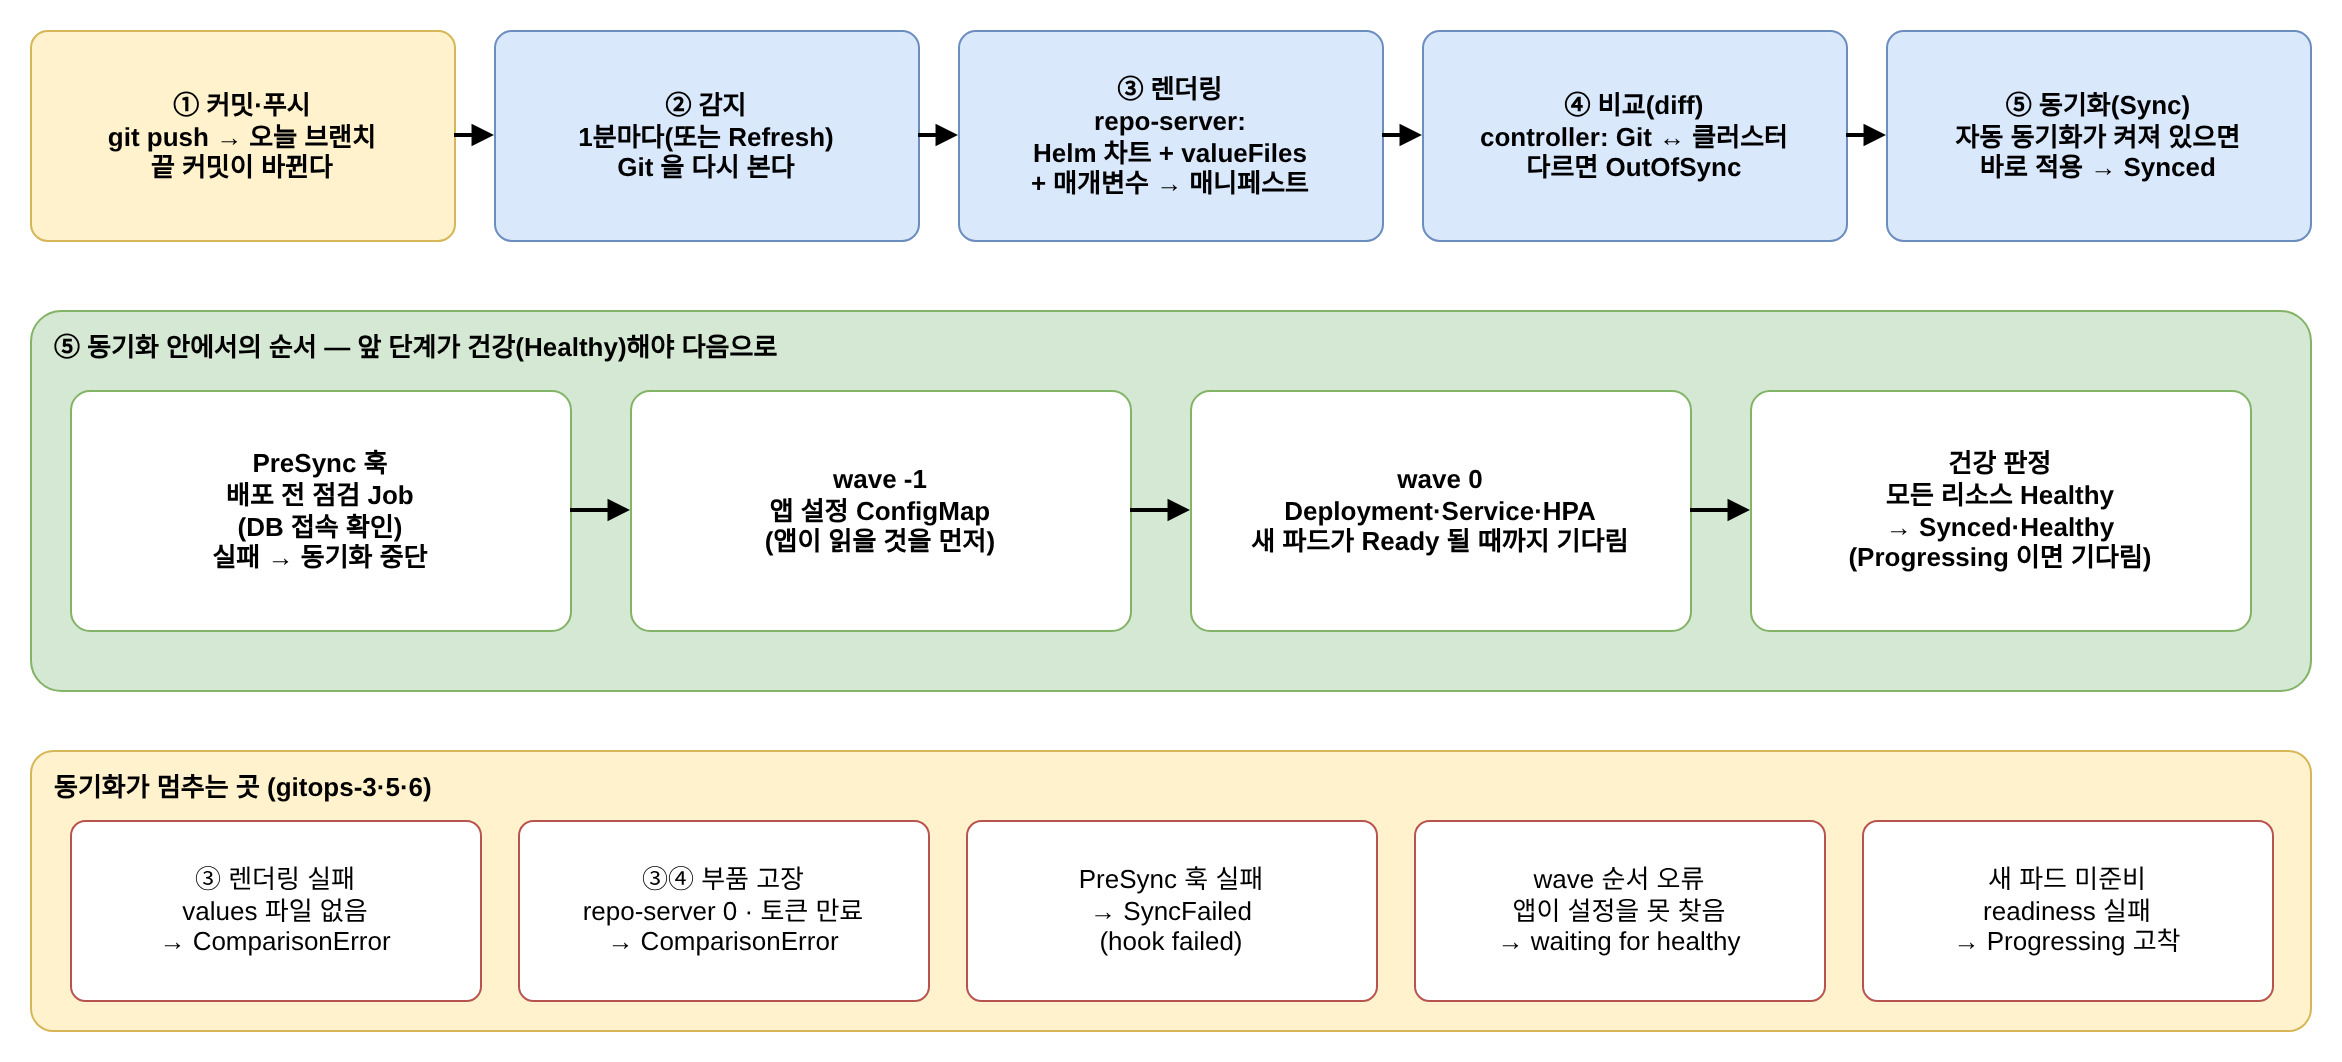 ① 커밋·푸시
git push → 오늘 브랜치
끝 커밋이 바뀐다
② 감지
1분마다(또는 Refresh)
Git 을 다시 본다
③ 렌더링
repo-server:
Helm 차트 + valueFiles
+ 매개변수 → 매니페스트
④ 비교(diff)
controller: Git ↔ 클러스터
다르면 OutOfSync
⑤ 동기화(Sync)
자동 동기화가 켜져 있으면
바로 적용 → Synced
⑤ 동기화 안에서의 순서 — 앞 단계가 건강(Healthy)해야 다음으로
PreSync 훅
배포 전 점검 Job
(DB 접속 확인)
실패 → 동기화 중단
wave -1
앱 설정 ConfigMap
(앱이 읽을 것을 먼저)
wave 0
Deployment·Service·HPA
새 파드가 Ready 될 때까지 기다림
건강 판정
모든 리소스 Healthy
→ Synced·Healthy
(Progressing 이면 기다림)
동기화가 멈추는 곳 (gitops-3·5·6)
③ 렌더링 실패
values 파일 없음
→ ComparisonError
③④ 부품 고장
repo-server 0 · 토큰 만료
→ ComparisonError
PreSync 훅 실패
→ SyncFailed
(hook failed)
wave 순서 오류
앱이 설정을 못 찾음
→ waiting for healthy
새 파드 미준비
readiness 실패
→ Progressing 고착